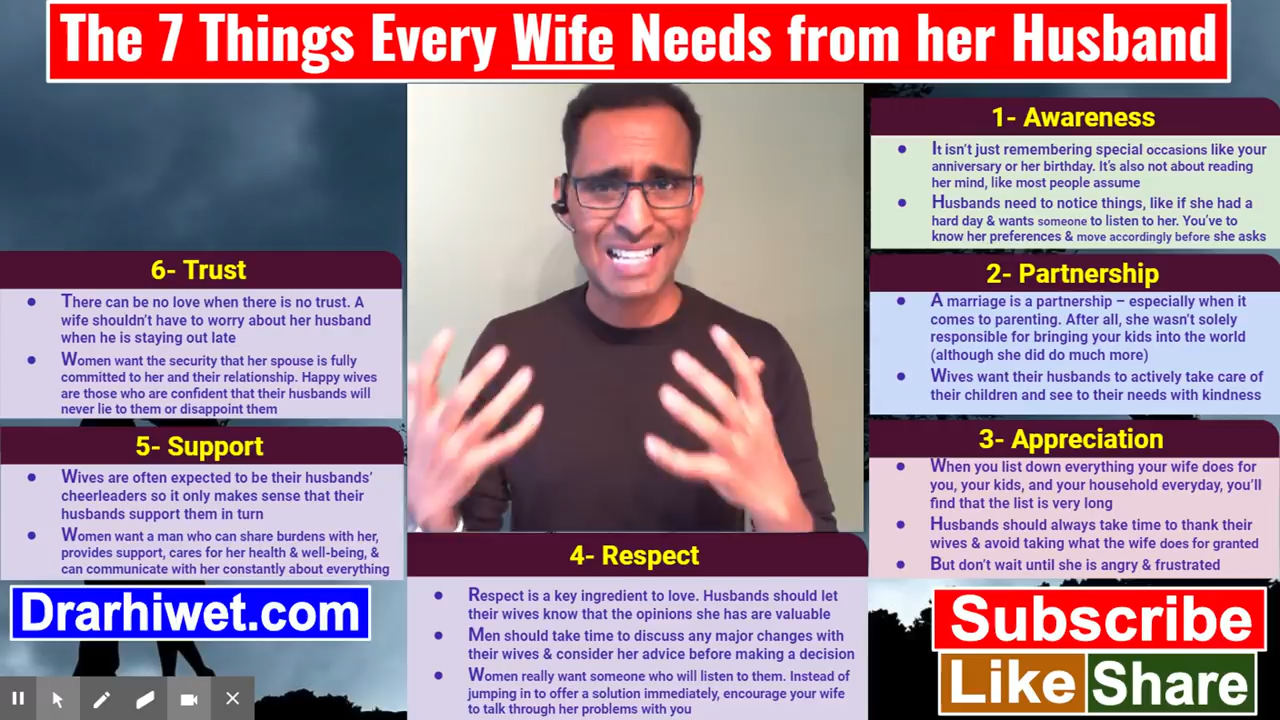 The 7 Things Every Wife Needs from her Husband
1- Awareness
● It isn't just remembering special occasions like your
anniversary or her birthday. It's also not about reading
her mind, like most people assume
● Husbands need to notice things, like if she had a
hard day & wants someone to listen to her. You've to
know her preferences & move accordingly before she asks
2- Partnership
● A marriage is a partnership – especially when it
comes to parenting. After all, she wasn't solely
responsible for bringing your kids into the world
(although she did do much more)
● Wives want their husbands to actively take care of
their children and see to their needs with kindness
3- Appreciation
● When you list down everything your wife does for
you, your kids, and your household everyday, you'll
find that the list is very long
● Husbands should always take time to thank their
wives & avoid taking what the wife does for granted
● But don't wait until she is angry & frustrated
4- Respect
● Respect is a key ingredient to love. Husbands should let
their wives know that the opinions she has are valuable
● Men should take time to discuss any major changes with
their wives & consider her advice before making a decision
● Women really want someone who will listen to them. Instead of
jumping in to offer a solution immediately, encourage your wife
to talk through her problems with you
5- Support
● Wives are often expected to be their husbands'
cheerleaders so it only makes sense that their
husbands support them in turn
● Women want a man who can share burdens with her,
provides support, cares for her health & well-being, &
can communicate with her constantly about everything
6- Trust
● There can be no love when there is no trust. A
wife shouldn't have to worry about her husband
when he is staying out late
● Women want the security that her spouse is fully
committed to her and their relationship. Happy wives
are those who are confident that their husbands will
never lie to them or disappoint them
Drarhiwet.com
Subscribe
Like Share